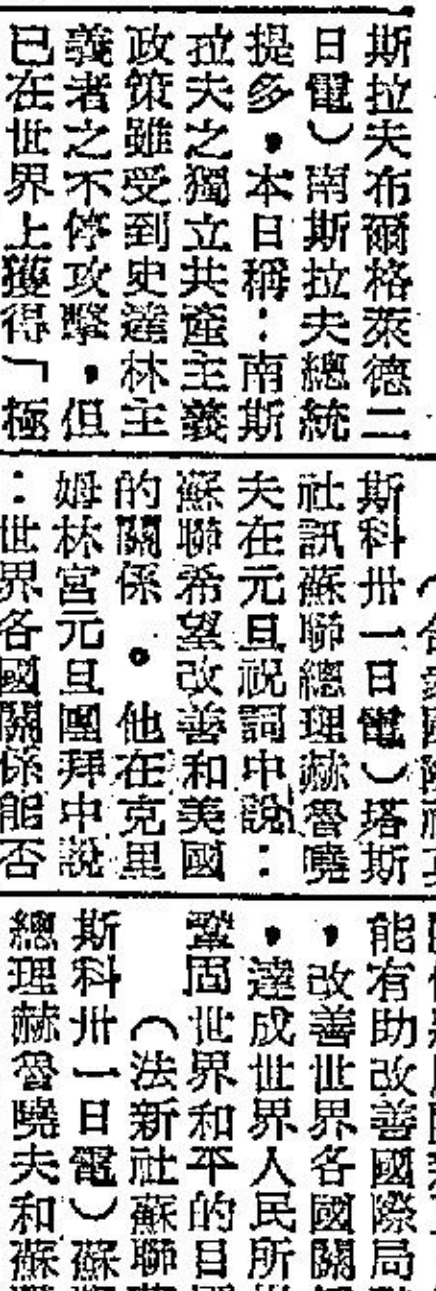 斯拉夫布爾格萊德二
日電）南斯拉夫總統
提多，本日稱：南斯
拉夫之獨立共產主義
政策雖受到史達林主
義者之不停攻擊，但
已在世界上獲得「極
斯科卅一日電）塔斯
社訊蘇聯總理赫魯曉
夫在元旦祝詞中說：
蘇聯希望改善和美國
的關係。他在克里
姆林宮元旦團拜中說
：世界各國關係能否
能有助改善國際局
，改善世界各國關
，達成世界人民所
鞏固世界和平的目
（法新社蘇聯
斯科卅一日電）蘇
總理赫魯曉夫和蘇